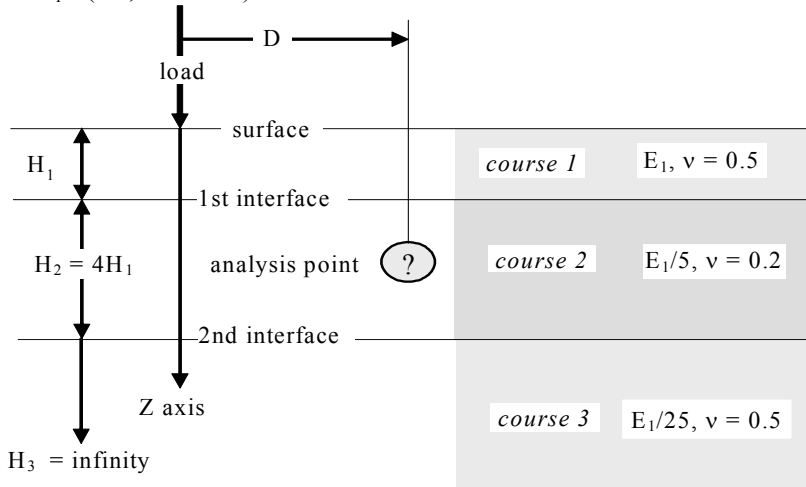 D
load
surface
H₁
course 1 E₁, ν = 0.5
1st interface
H₂ = 4H₁
analysis point ?
course 2 E₁/5, ν = 0.2
2nd interface
Z axis
course 3 E₁/25, ν = 0.5
H₃ = infinity